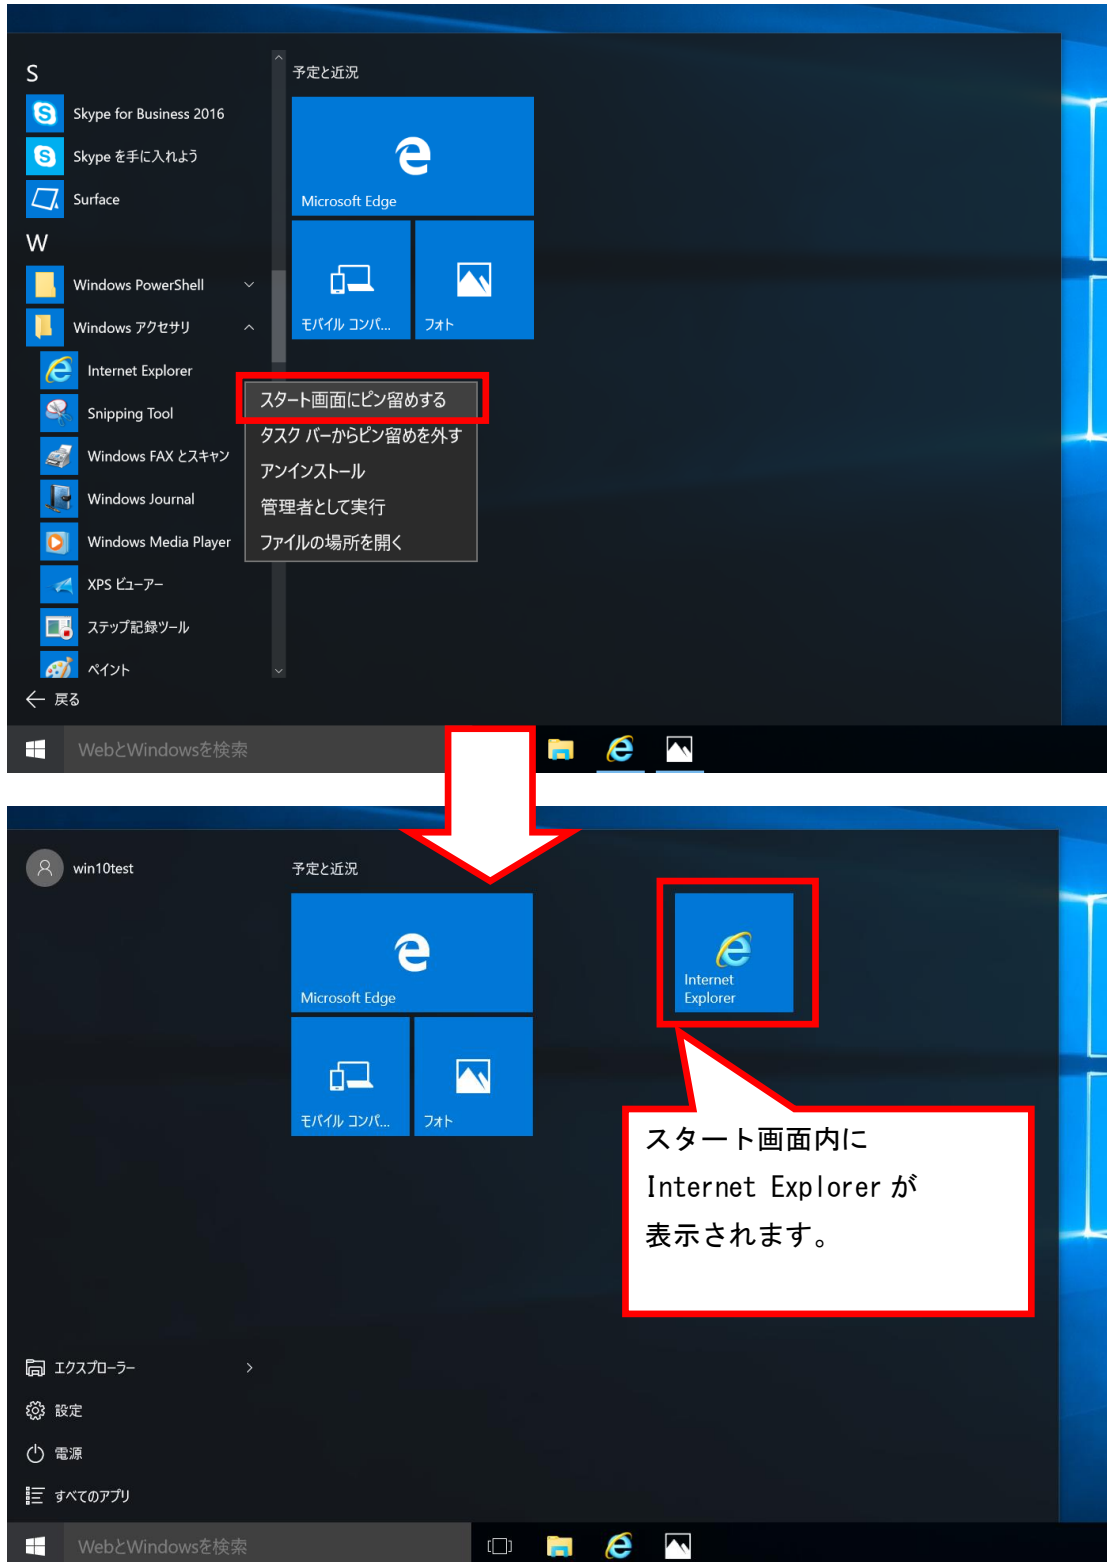 S
Skype for Business 2016
Skype を手に入れよう
Surface
W
Windows PowerShell
Windows アクセサリ
Internet Explorer
Snipping Tool
Windows FAX とスキャン
Windows Journal
Windows Media Player
XPS ビューアー
ステップ記録ツール
ペイント
戻る
予定と近況
Microsoft Edge
モバイル コンパ...
フォト
スタート画面にピン留めする
タスク バーからピン留めを外す
アンインストール
管理者として実行
ファイルの場所を開く
WebとWindowsを検索
win10test
予定と近況
Microsoft Edge
モバイル コンパ...
フォト
Internet
Explorer
スタート画面内に
Internet Explorer が
表示されます。
エクスプローラー
設定
電源
すべてのアプリ
WebとWindowsを検索